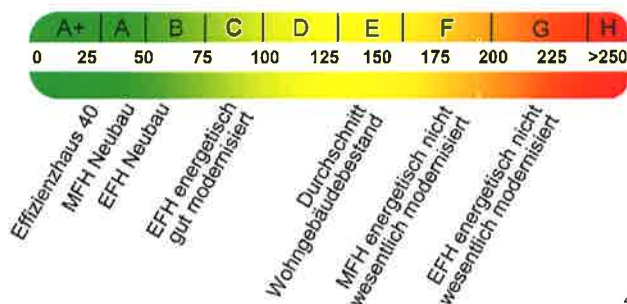 A+ A B C D E F G H
0 25 50 75 100 125 150 175 200 225 >250
Effizienzhaus 40
MFH Neubau
EFH Neubau
EFH energetisch
gut modernisiert
Durchschnitt
Wohngebäudebestand
MFH energetisch nicht
wesentlich modernisiert
EFH energetisch nicht
wesentlich modernisiert